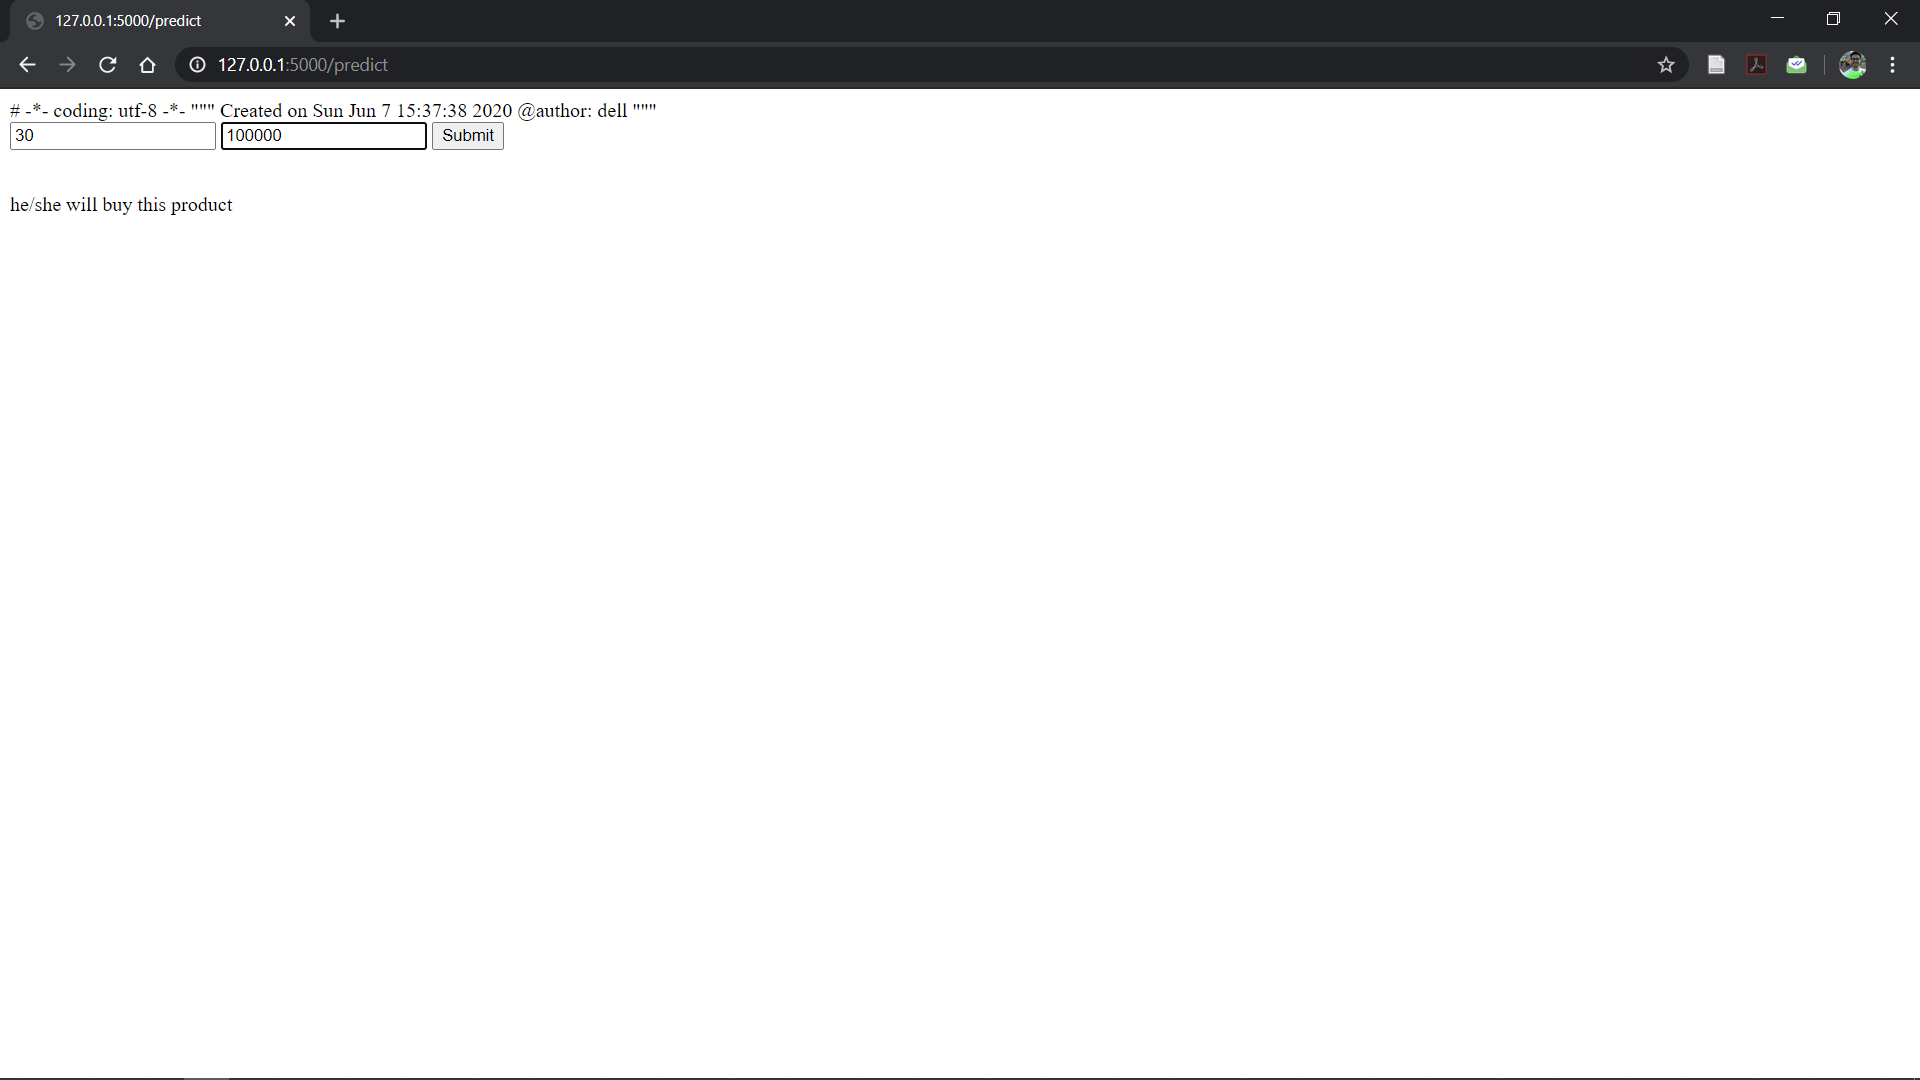 127.0.0.1:5000/predict
127.0.0.1:5000/predict
# -*- coding: utf-8 -*- """ Created on Sun Jun 7 15:37:38 2020 @author: dell """
30 100000 Submit
he/she will buy this product